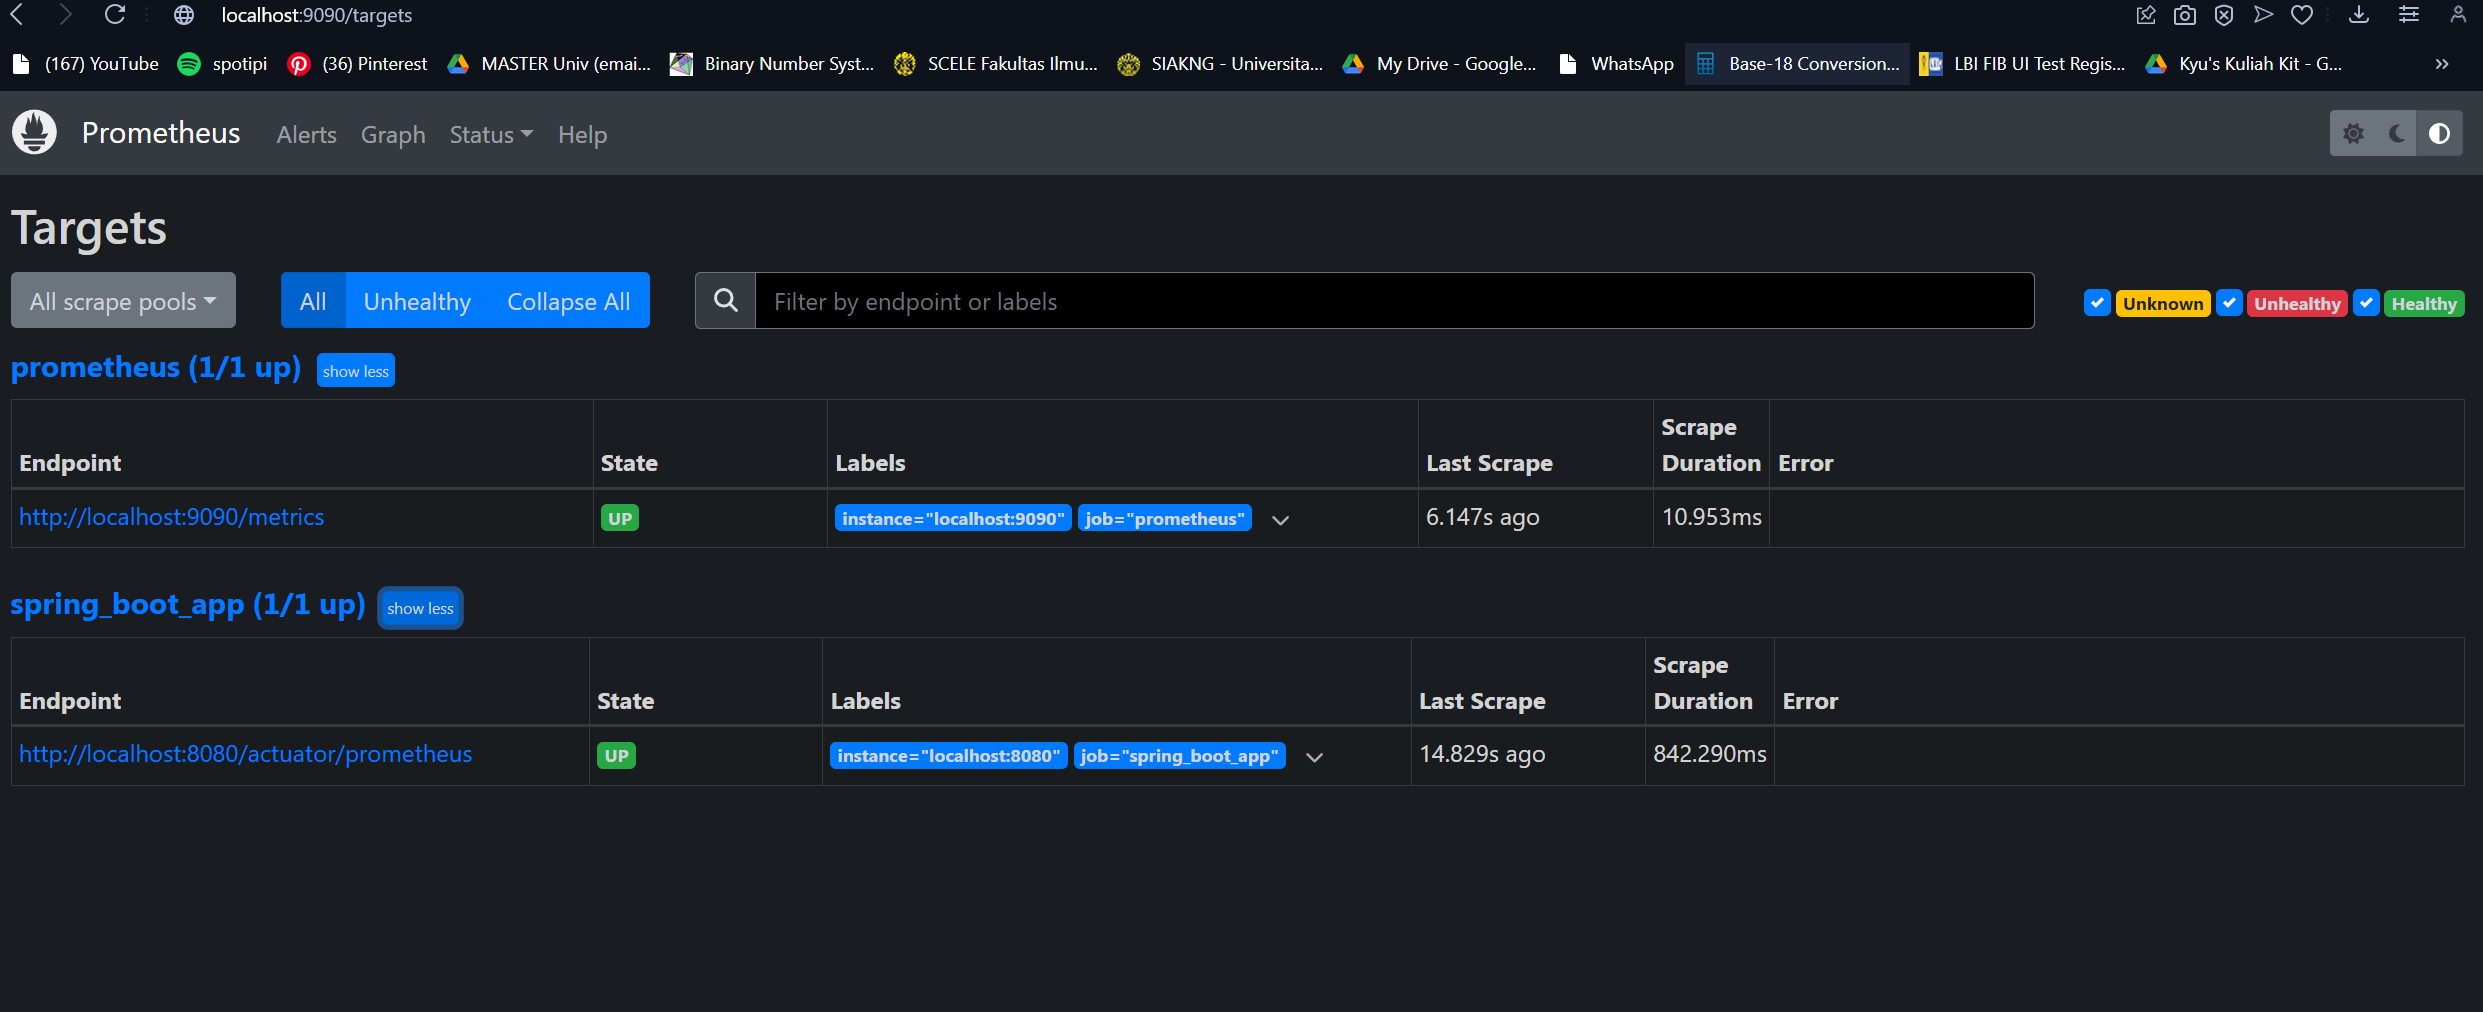 localhost:9090/targets
(167) YouTube spotipi (36) Pinterest MASTER Univ (emai... Binary Number Syst... SCELE Fakultas Ilmu... SIAKNG - Universita... My Drive - Google... WhatsApp Base-18 Conversion... LBI FIB UI Test Regis... Kyu's Kuliah Kit - G... »
Prometheus Alerts Graph Status Help
Targets
All scrape pools All Unhealthy Collapse All Filter by endpoint or labels Unknown Unhealthy Healthy
prometheus (1/1 up) show less
Endpoint State Labels Last Scrape Scrape Duration Error
http://localhost:9090/metrics UP instance="localhost:9090" job="prometheus" 6.147s ago 10.953ms
spring_boot_app (1/1 up) show less
Endpoint State Labels Last Scrape Scrape Duration Error
http://localhost:8080/actuator/prometheus UP instance="localhost:8080" job="spring_boot_app" 14.829s ago 842.290ms